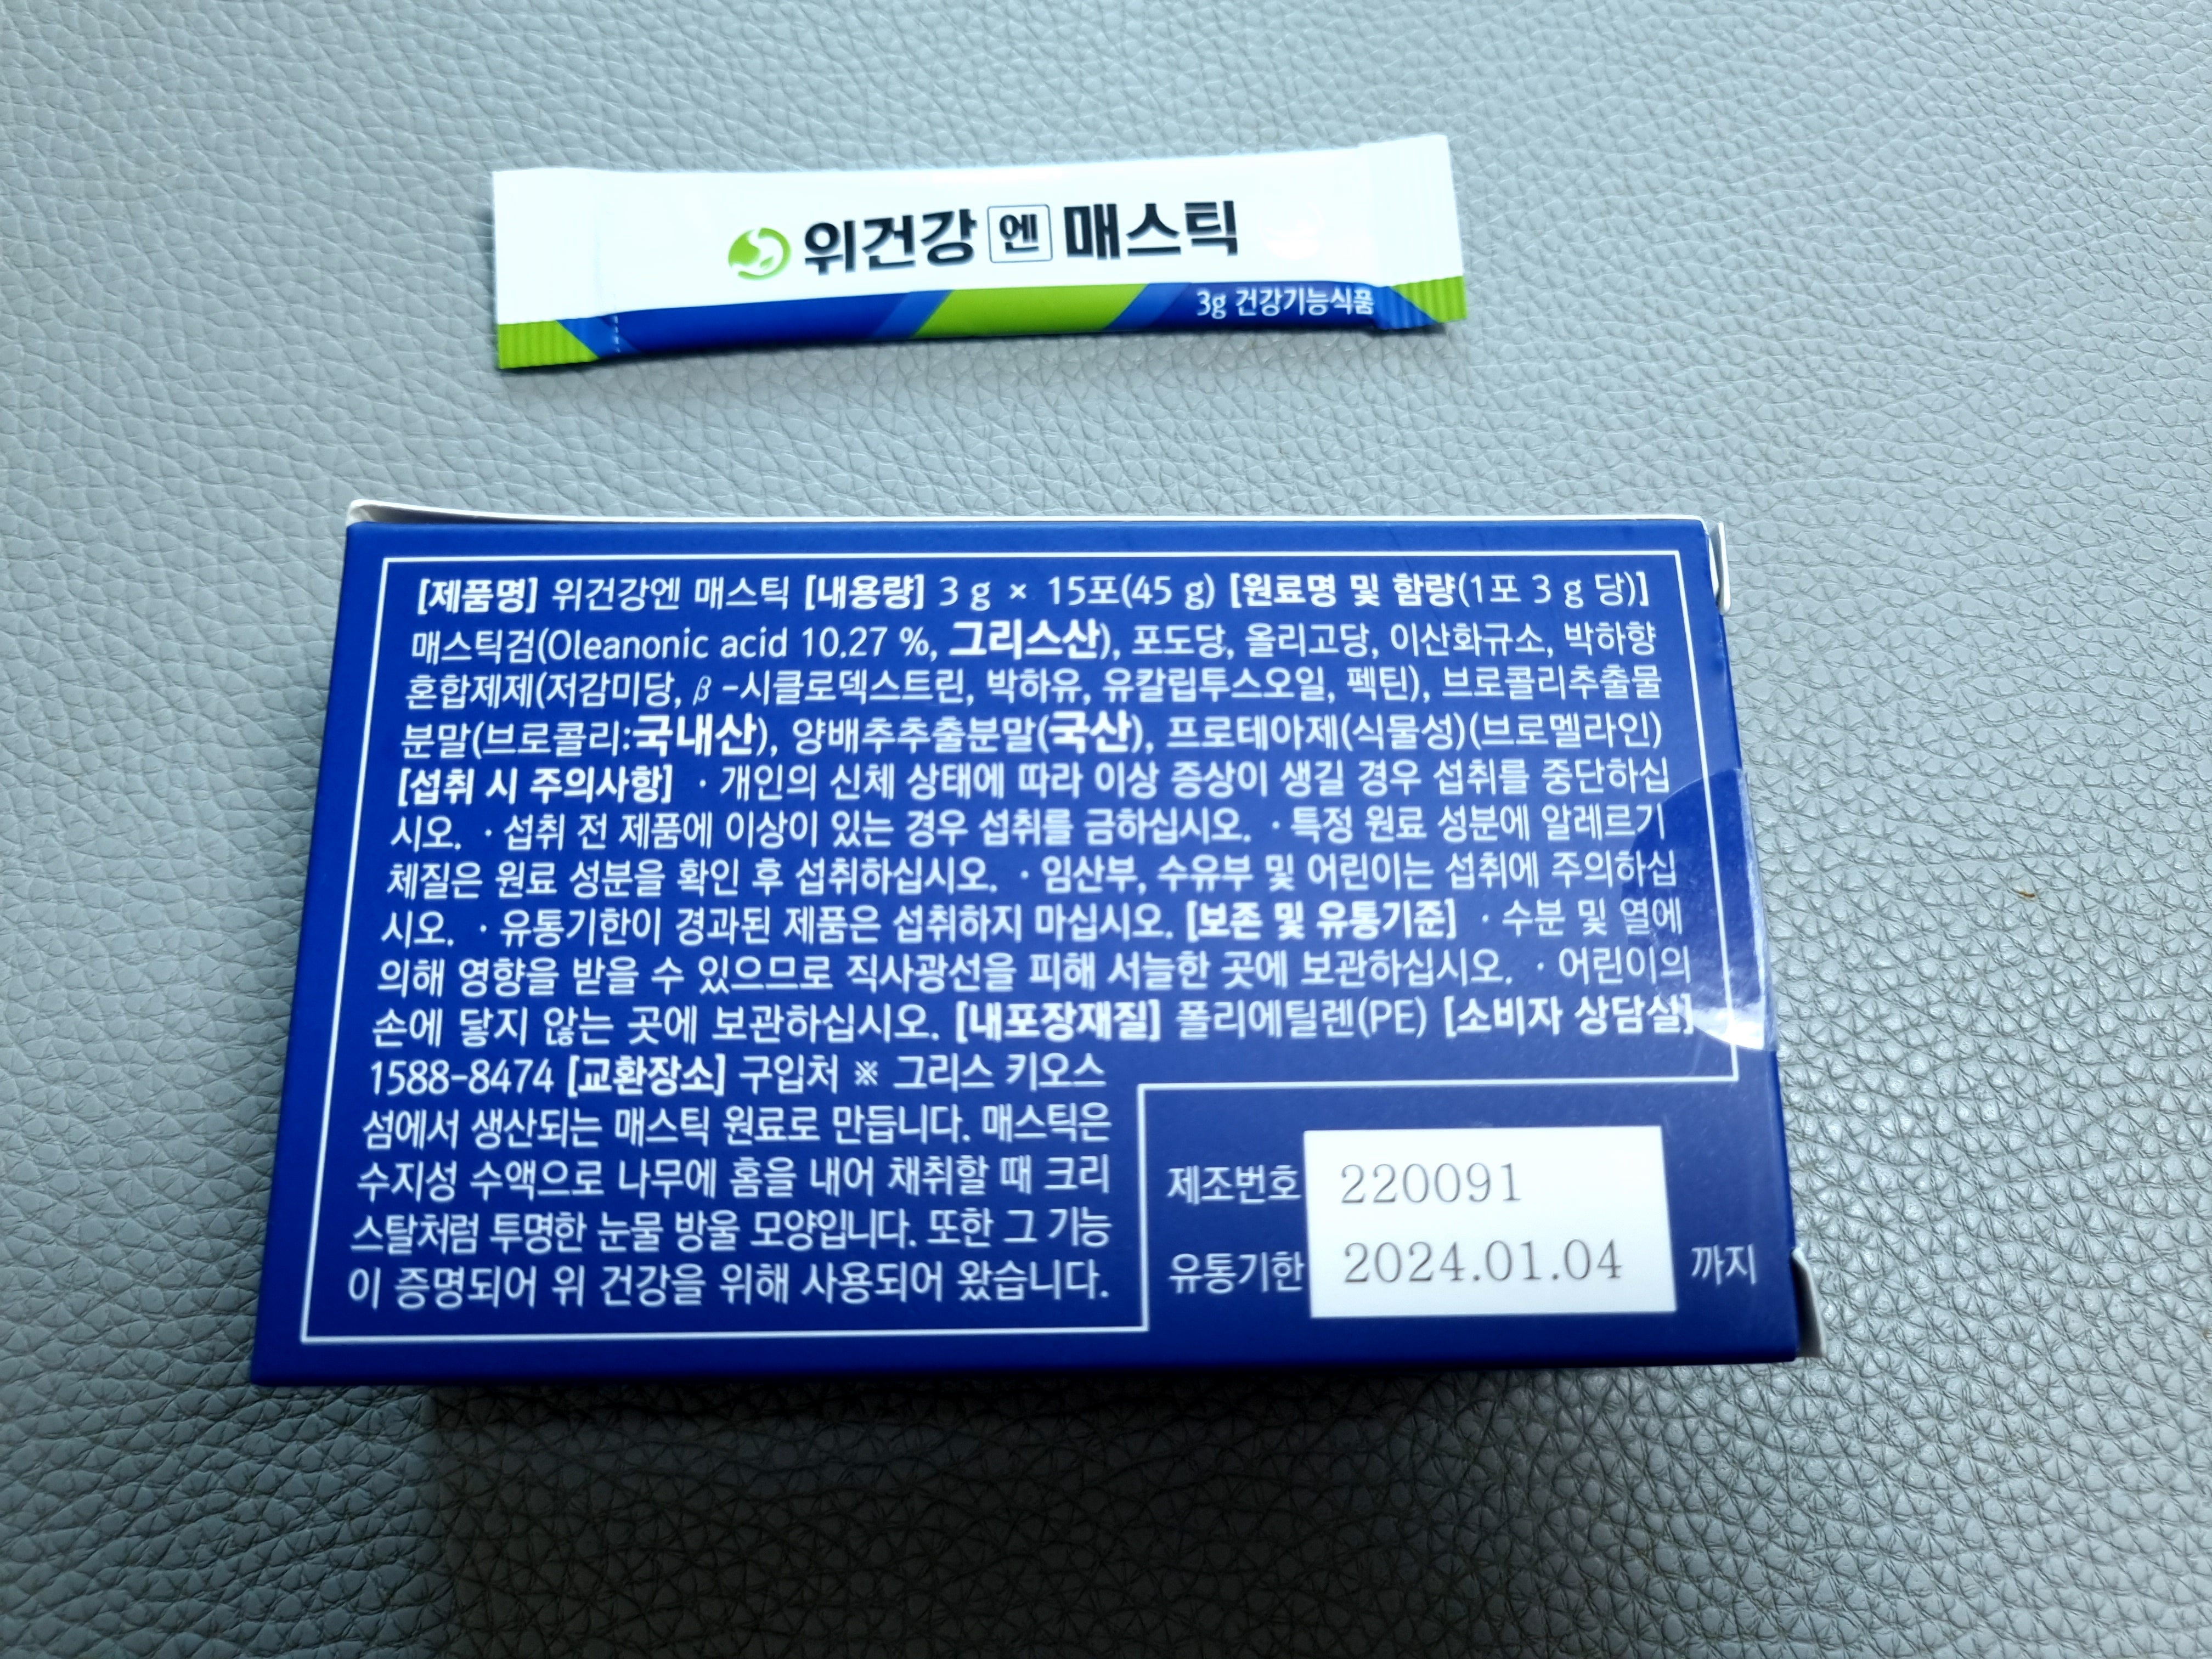 위건강 엔 매스틱
3g 건강기능식품
[제품명] 위건강엔 매스틱 [내용량] 3 g × 15포(45 g) [원료명 및 함량(1포 3 g 당)]
매스틱검(Oleanonic acid 10.27 %, 그리스산), 포도당, 올리고당, 이산화규소, 박하향
혼합제제(저감미당, β-시클로덱스트린, 박하유, 유칼립투스오일, 펙틴), 브로콜리추출물
분말(브로콜리:국내산), 양배추추출분말(국산), 프로테아제(식물성)(브로멜라인)
[섭취 시 주의사항] · 개인의 신체 상태에 따라 이상 증상이 생길 경우 섭취를 중단하십
시오. · 섭취 전 제품에 이상이 있는 경우 섭취를 금하십시오. · 특정 원료 성분에 알레르기
체질은 원료 성분을 확인 후 섭취하십시오. · 임산부, 수유부 및 어린이는 섭취에 주의하십
시오. · 유통기한이 경과된 제품은 섭취하지 마십시오. [보존 및 유통기준] · 수분 및 열에
의해 영향을 받을 수 있으므로 직사광선을 피해 서늘한 곳에 보관하십시오. · 어린이의
손에 닿지 않는 곳에 보관하십시오. [내포장재질] 폴리에틸렌(PE) [소비자 상담실]
1588-8474 [교환장소] 구입처 ※ 그리스 키오스
섬에서 생산되는 매스틱 원료로 만듭니다. 매스틱은
수지성 수액으로 나무에 홈을 내어 채취할 때 크리
스탈처럼 투명한 눈물 방울 모양입니다. 또한 그 기능
이 증명되어 위 건강을 위해 사용되어 왔습니다.
제조번호 220091
유통기한 2024.01.04 까지